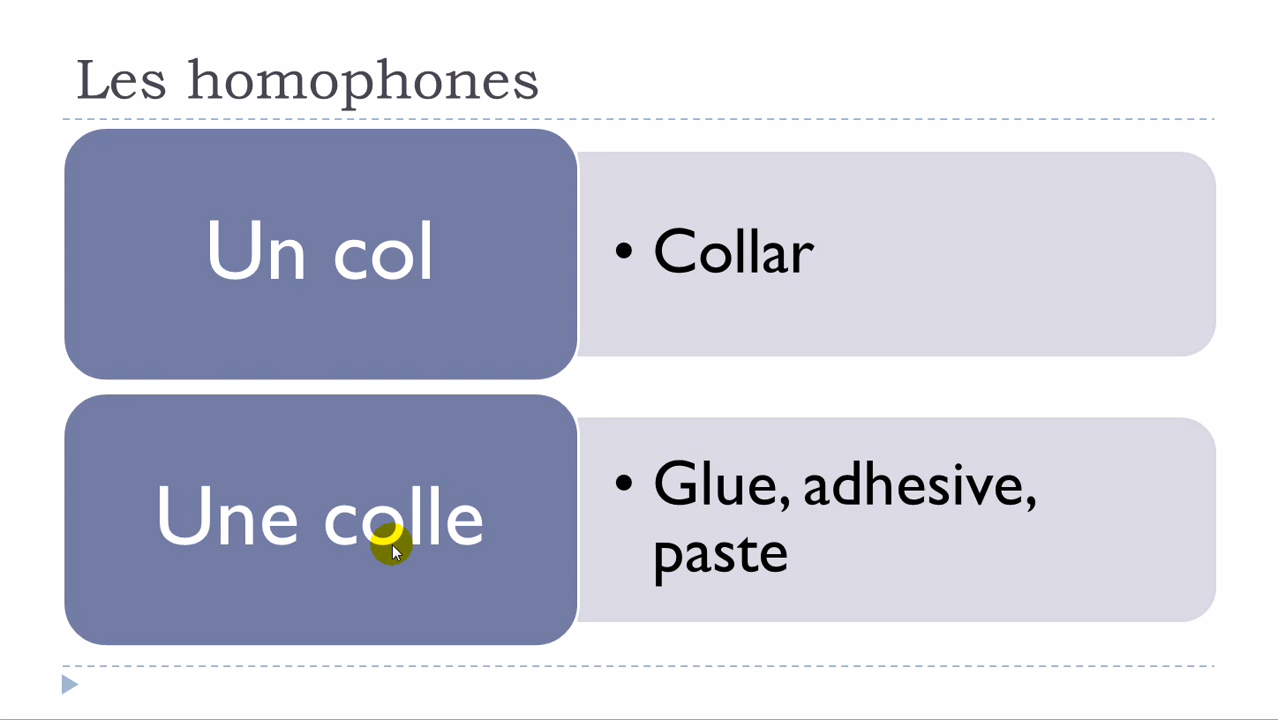 Les homophones
Un col
• Collar
Une colle
• Glue, adhesive,
paste